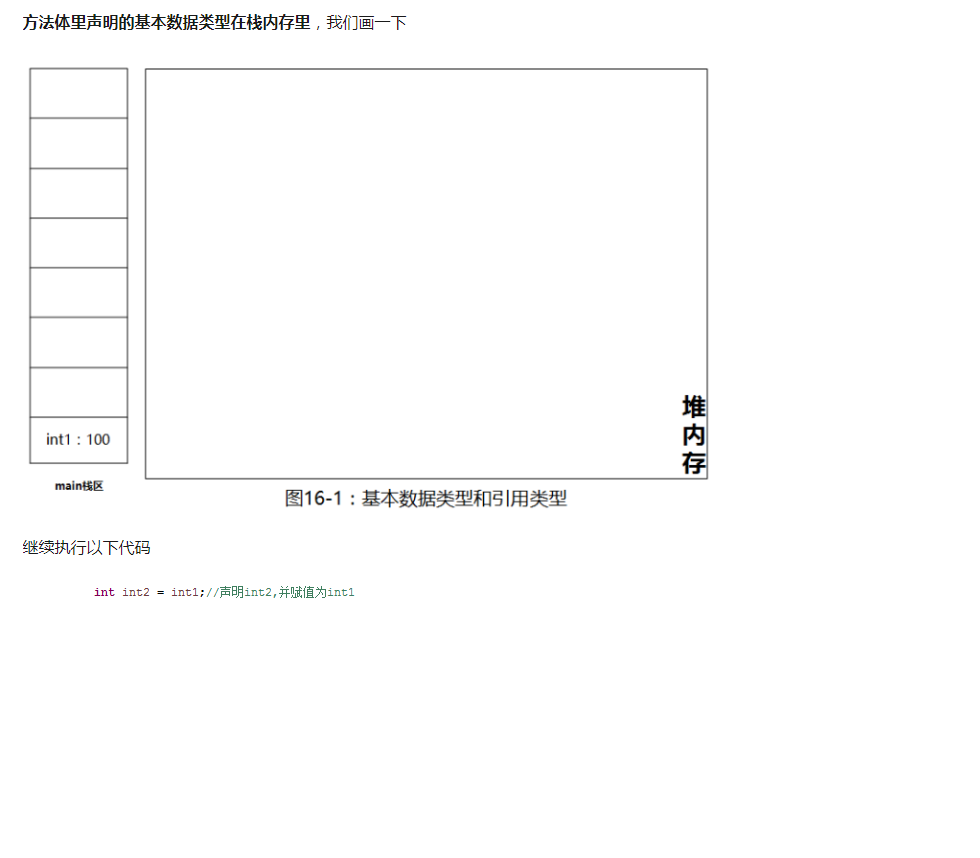 方法体里声明的基本数据类型在栈内存里，我们画一下
int1：100
main栈区
堆
内
存
图16-1：基本数据类型和引用类型
继续执行以下代码
int int2 = int1;//声明int2,并赋值为int1